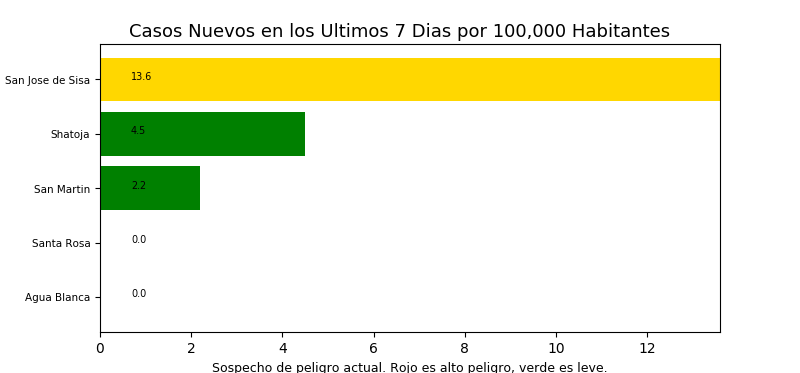 Casos Nuevos en los Ultimos 7 Dias por 100,000 Habitantes
San Jose de Sisa 13.6
Shatoja 4.5
San Martin 2.2
Santa Rosa 0.0
Agua Blanca 0.0
0 2 4 6 8 10 12
Sospecho de peligro actual. Rojo es alto peligro, verde es leve.